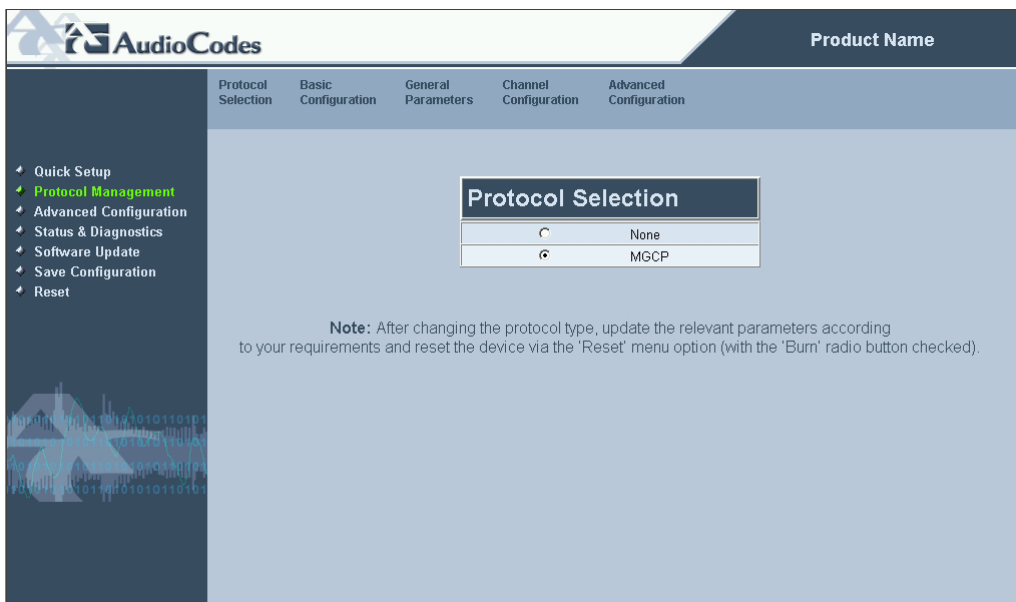 AudioCodes
Product Name
Protocol Selection
Basic Configuration
General Parameters
Channel Configuration
Advanced Configuration
Quick Setup
Protocol Management
Advanced Configuration
Status & Diagnostics
Software Update
Save Configuration
Reset
Protocol Selection
None
MGCP
Note: After changing the protocol type, update the relevant parameters according
to your requirements and reset the device via the 'Reset' menu option (with the 'Burn' radio button checked).